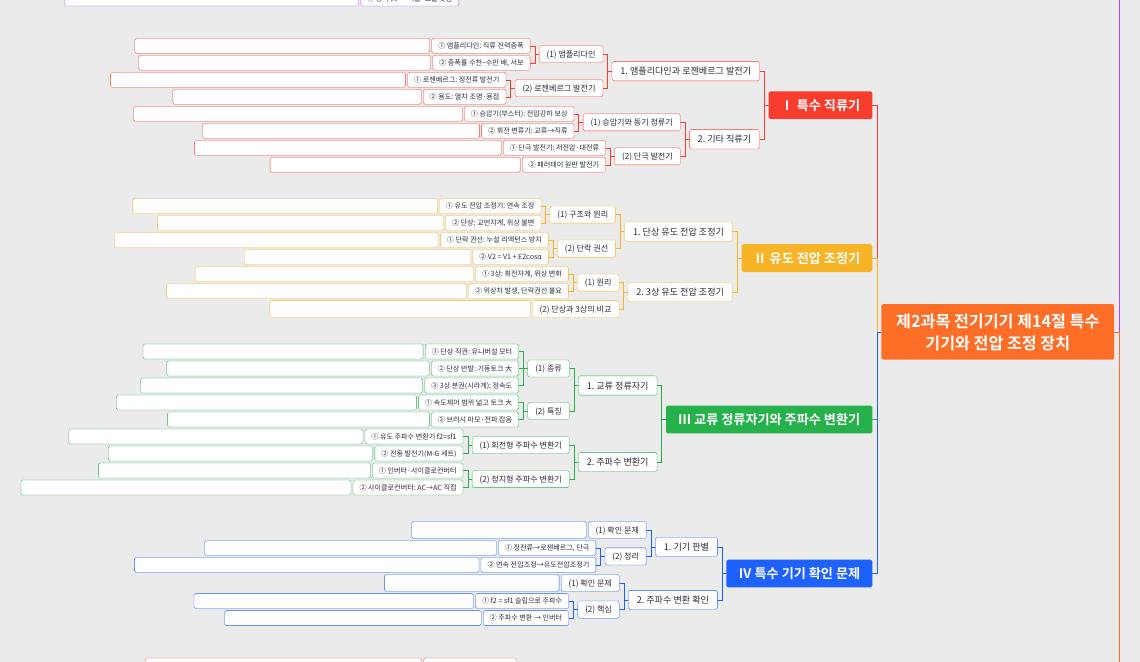 제2과목 전기기기 제14절 특수
기기와 전압 조정 장치
Ⅰ 특수 직류기
1. 앰플리다인과 로젠베르그 발전기
(1) 앰플리다인
① 앰플리다인: 직류 전력증폭
② 증폭률 수천~수만 배, 서보
(2) 로젠베르그 발전기
① 로젠베르그: 정전류 발전기
② 용도: 열차 조명·용접
2. 기타 직류기
(1) 승압기와 동기 정류기
① 승압기(부스터): 전압강하 보상
② 회전 변류기: 교류→직류
(2) 단극 발전기
① 단극 발전기: 저전압·대전류
② 패러데이 원판 발전기
Ⅱ 유도 전압 조정기
1. 단상 유도 전압 조정기
(1) 구조와 원리
① 유도 전압 조정기: 연속 조정
② 단상: 교번자계, 위상 불변
(2) 단락 권선
① 단락 권선: 누설 리액턴스 방지
② V2 = V1 + E2cosα
2. 3상 유도 전압 조정기
(1) 원리
① 3상: 회전자계, 위상 변화
② 위상차 발생, 단락권선 불요
(2) 단상과 3상의 비교
Ⅲ 교류 정류자기와 주파수 변환기
1. 교류 정류자기
(1) 종류
① 단상 직권: 유니버설 모터
② 단상 반발: 기동토크 大
③ 3상 분권(시라게): 정속도
(2) 특징
① 속도제어 범위 넓고 토크 大
② 브러시 마모·전파 잡음
2. 주파수 변환기
(1) 회전형 주파수 변환기
① 유도 주파수 변환기 f2=sf1
② 전동 발전기(M-G 세트)
(2) 정지형 주파수 변환기
① 인버터·사이클로컨버터
② 사이클로컨버터: AC→AC 직접
Ⅳ 특수 기기 확인 문제
1. 기기 판별
(1) 확인 문제
(2) 정리
① 정전류→로젠베르그, 단극
② 연속 전압조정→유도전압조정기
2. 주파수 변환 확인
(1) 확인 문제
(2) 핵심
① f2 = sf1 슬립으로 주파수
② 주파수 변환 → 인버터